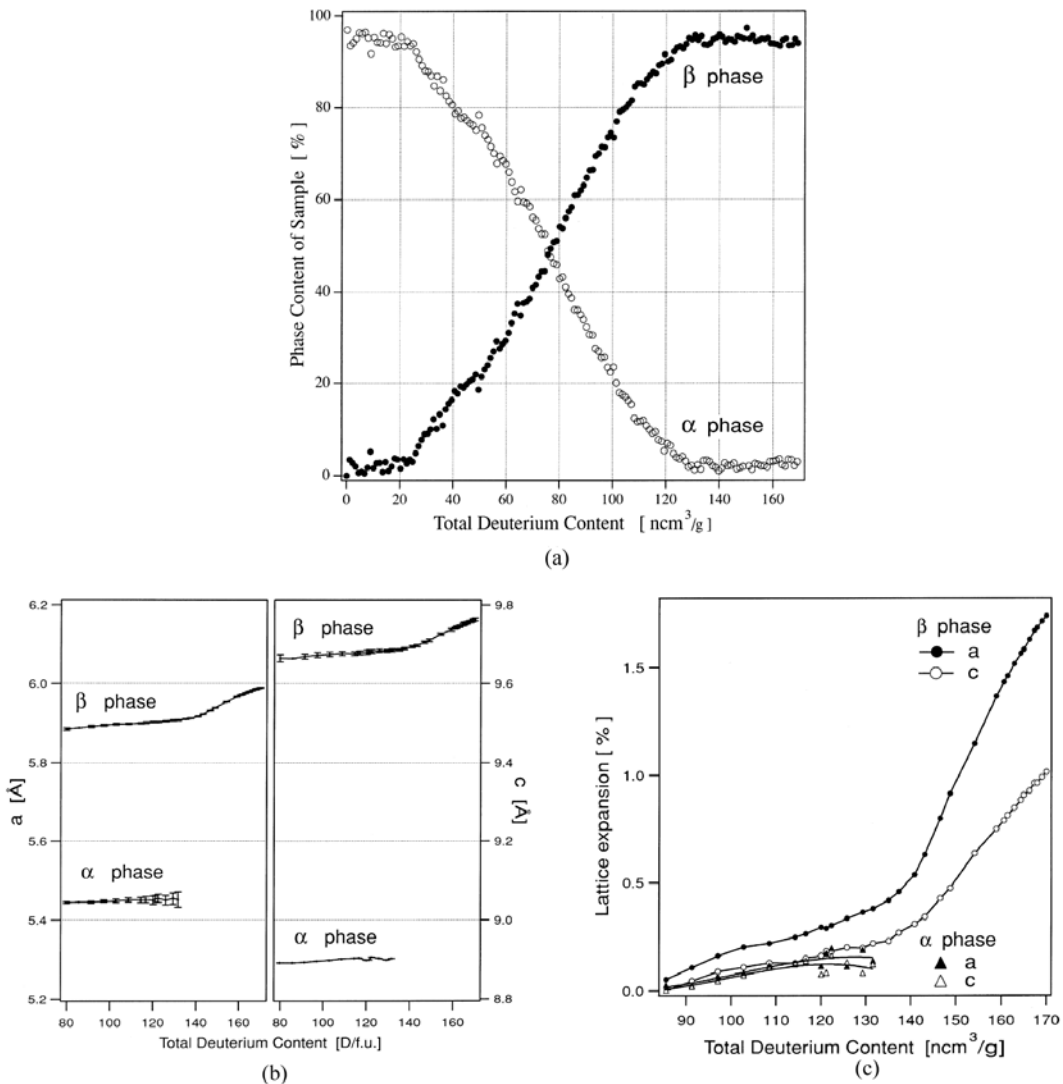 100
80
60
40
20
0
Phase Content of Sample [ % ]
β phase
α phase
0 20 40 60 80 100 120 140 160
Total Deuterium Content [ ncm³/g ]
(a)
6.2
6.0
5.8
5.6
5.4
5.2
a [Å]
β phase
α phase
80 100 120 140 160
β phase
α phase
80 100 120 140 160
9.8
9.6
9.4
9.2
9.0
8.8
c [Å]
Total Deuterium Content [D/f.u.]
(b)
1.5
1.0
0.5
0.0
Lattice expansion [ % ]
β phase
a
c
α phase
a
c
90 100 110 120 130 140 150 160 170
Total Deuterium Content [ncm³/g ]
(c)